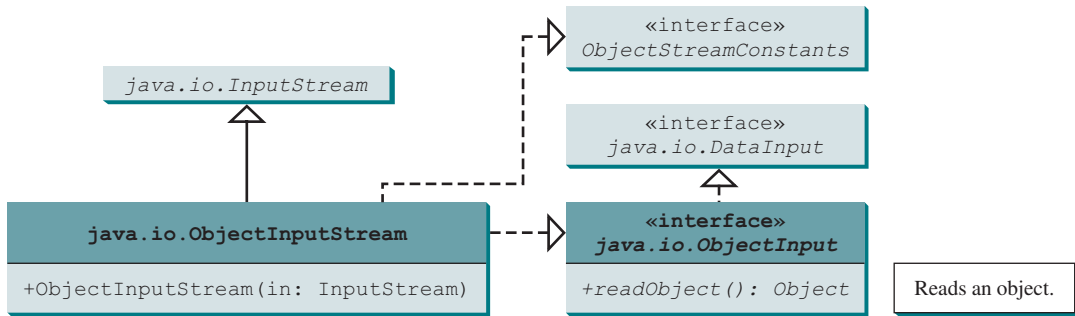 «interface»
ObjectStreamConstants
java.io.InputStream
«interface»
java.io.DataInput
java.io.ObjectInputStream
«interface»
java.io.ObjectInput
+ObjectInputStream(in: InputStream)
+readObject(): Object
Reads an object.